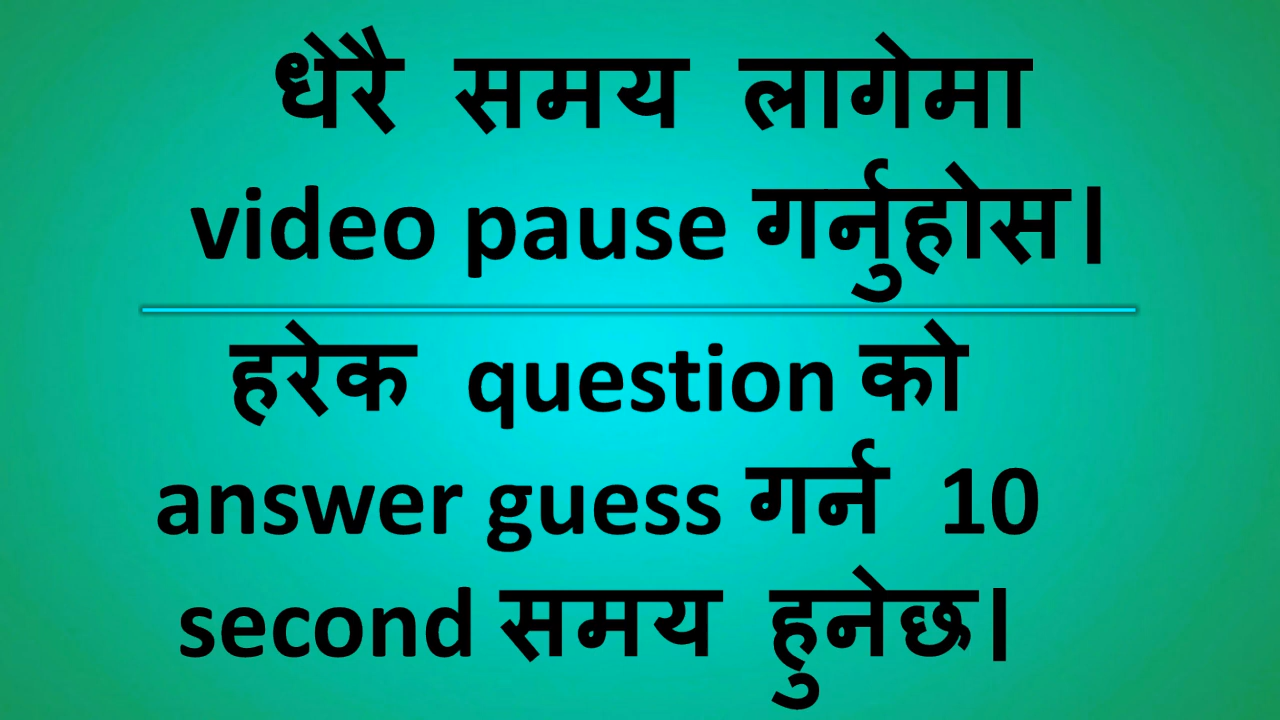 धेरै समय लागेमा
video pause गर्नुहोस।
हरेक question को
answer guess गर्न 10
second समय हुनेछ।